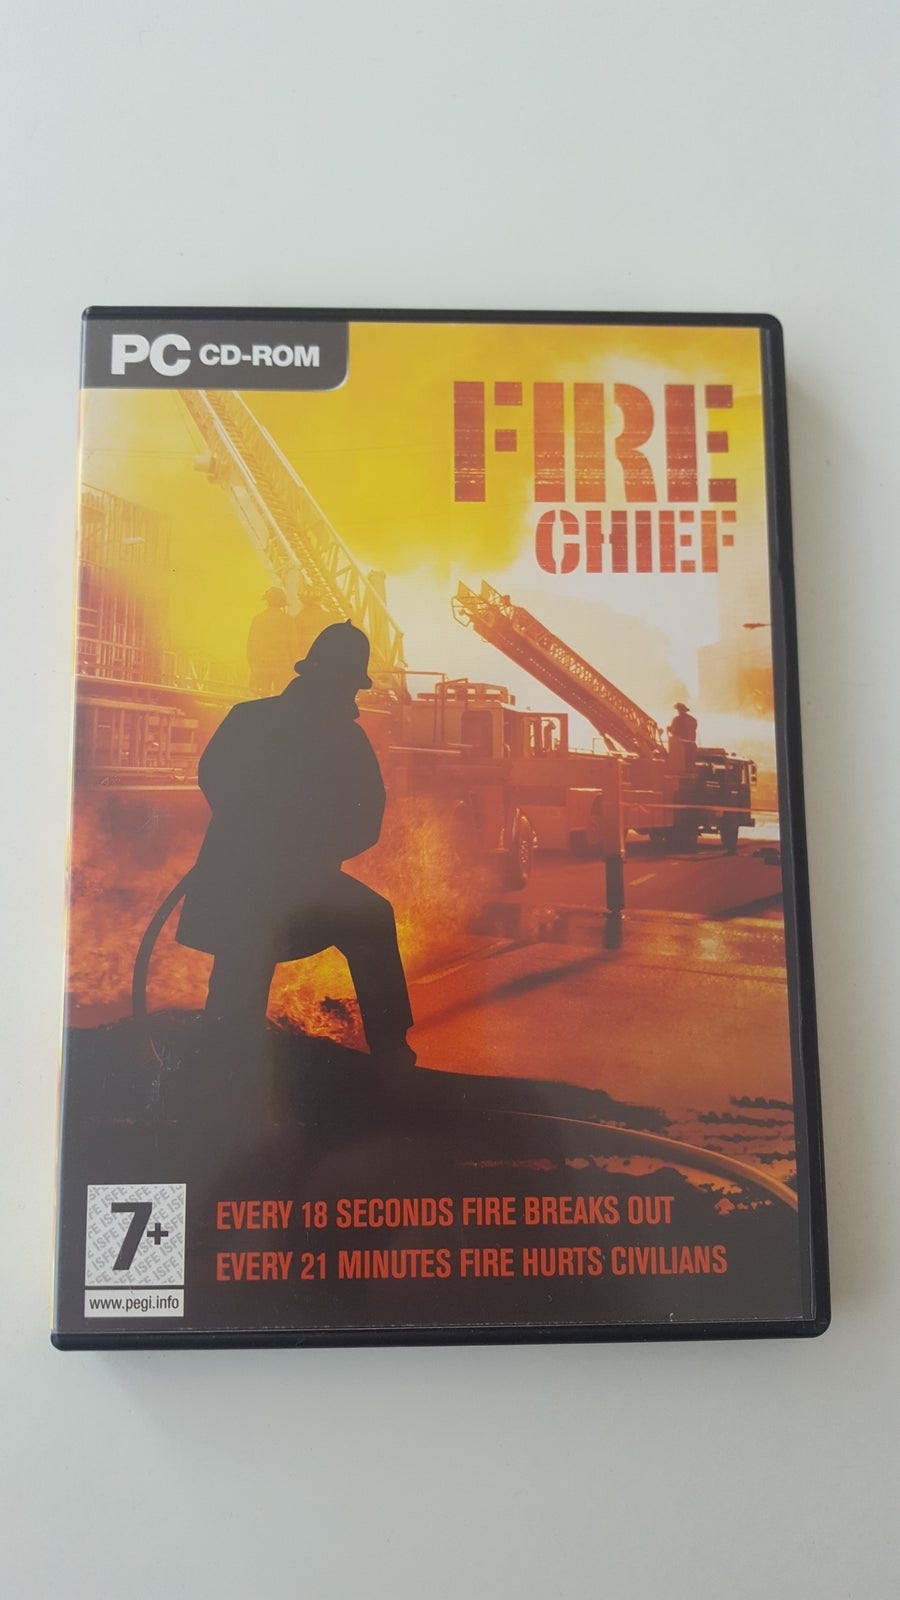 PC CD-ROM
FIRE
CHIEF
7+
ISFE
www.pegi.info
EVERY 18 SECONDS FIRE BREAKS OUT
EVERY 21 MINUTES FIRE HURTS CIVILIANS